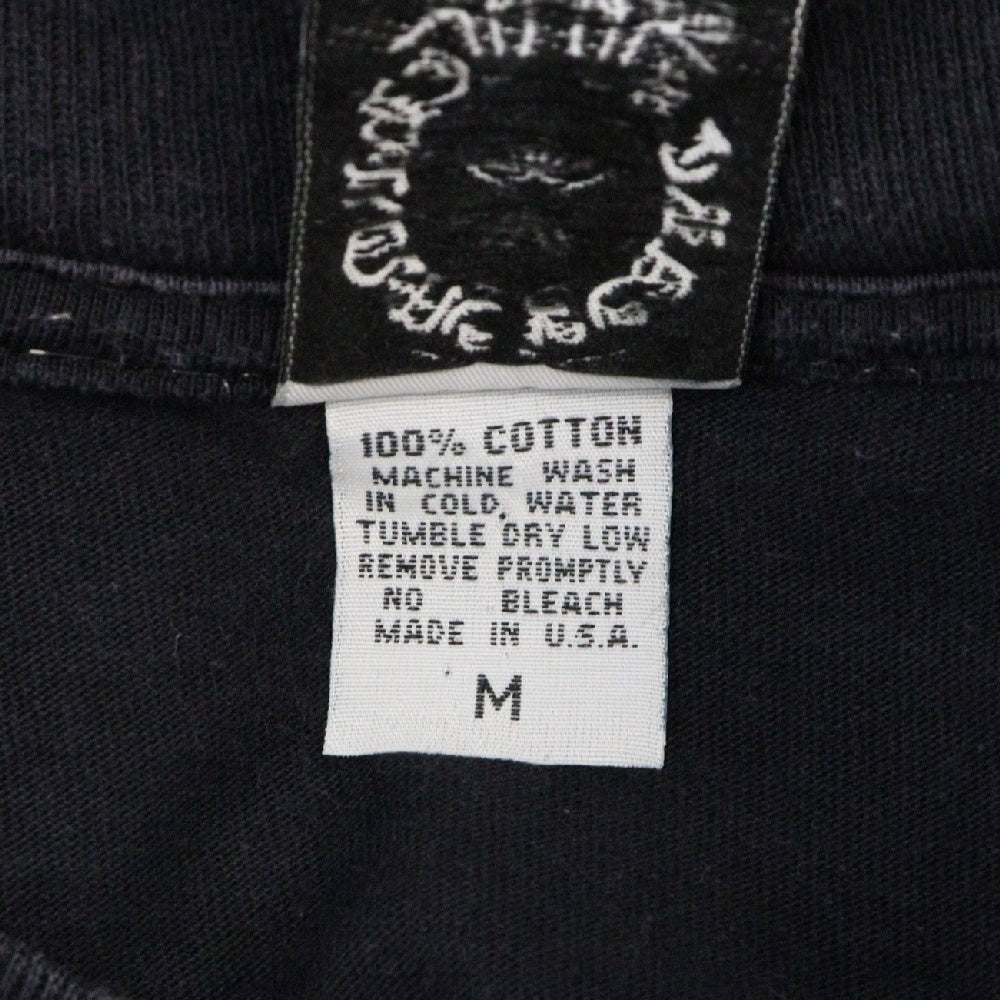 100% COTTON
MACHINE WASH
IN COLD, WATER
TUMBLE DRY LOW
REMOVE PROMPTLY
NO BLEACH
MADE IN U.S.A.
M